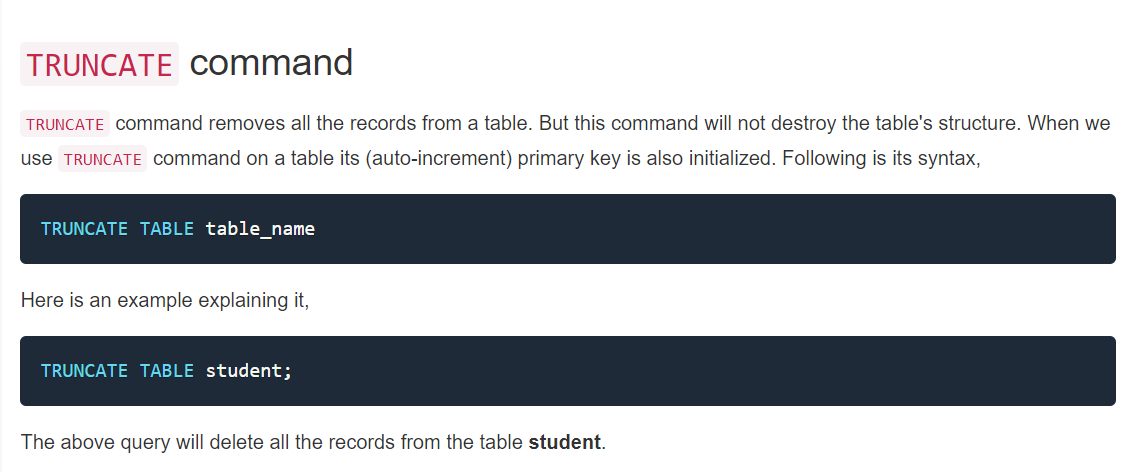 TRUNCATE command
TRUNCATE command removes all the records from a table. But this command will not destroy the table's structure. When we
use TRUNCATE command on a table its (auto-increment) primary key is also initialized. Following is its syntax,
TRUNCATE TABLE table_name
Here is an example explaining it,
TRUNCATE TABLE student;
The above query will delete all the records from the table student.